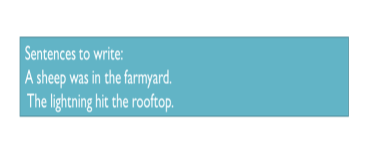 Sentences to write:
A sheep was in the farmyard.
The lightning hit the rooftop.